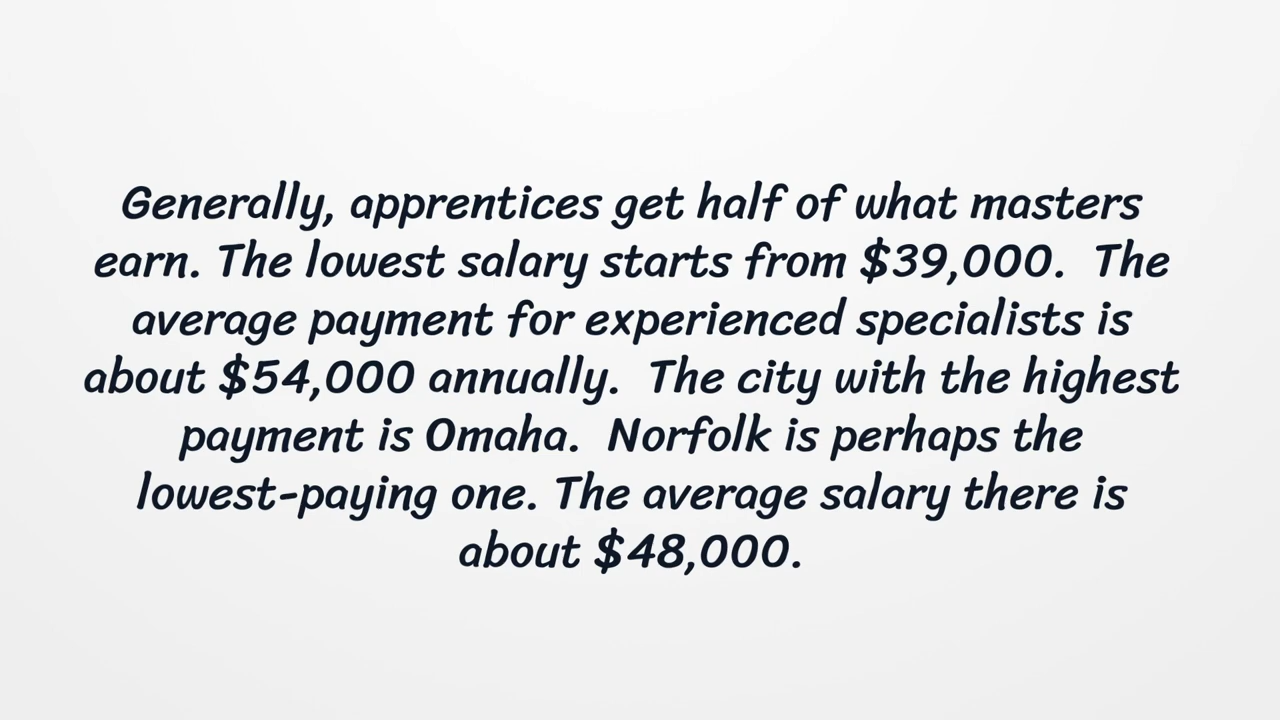 Generally, apprentices get half of what masters
earn. The lowest salary starts from $39,000.  The
average payment for experienced specialists is
about $54,000 annually.  The city with the highest
payment is Omaha.  Norfolk is perhaps the
lowest-paying one. The average salary there is
about $48,000.